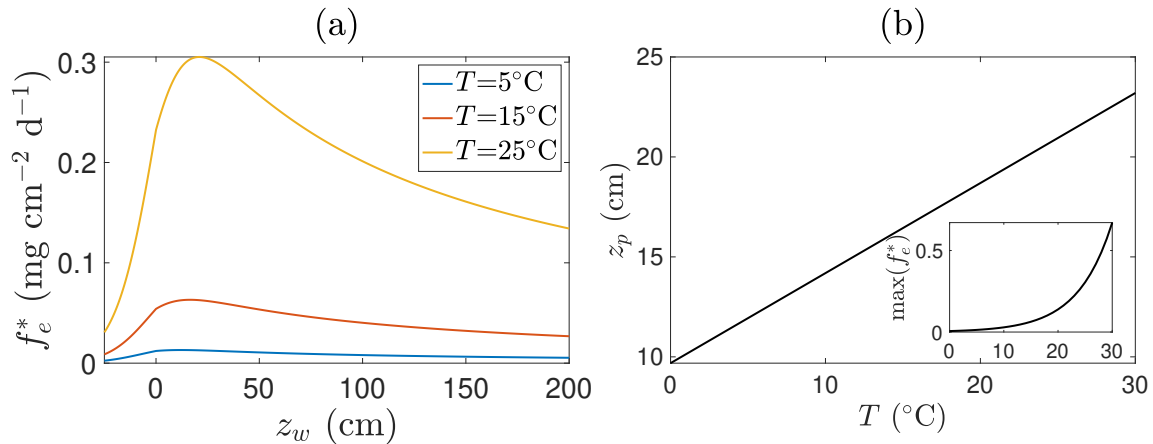 (a)
0.3
0.2
0.1
0
f*e (mg cm−2 d−1)
0 50 100 150 200
zw (cm)
T=5°C
T=15°C
T=25°C
(b)
25
20
15
10
zp (cm)
0 10 20 30
T (°C)
0.5
0
max(f*e)
0 10 20 30